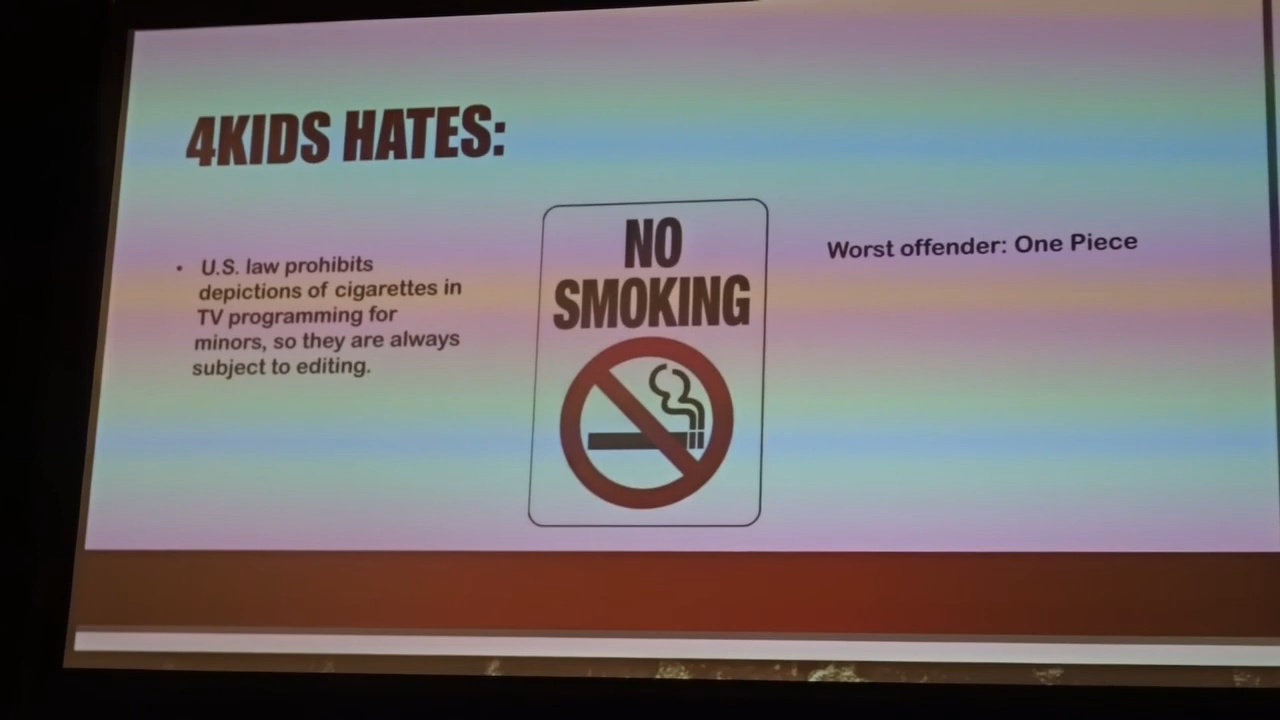 4KIDS HATES:
• U.S. law prohibits
depictions of cigarettes in
TV programming for
minors, so they are always
subject to editing.
NO
SMOKING
Worst offender: One Piece